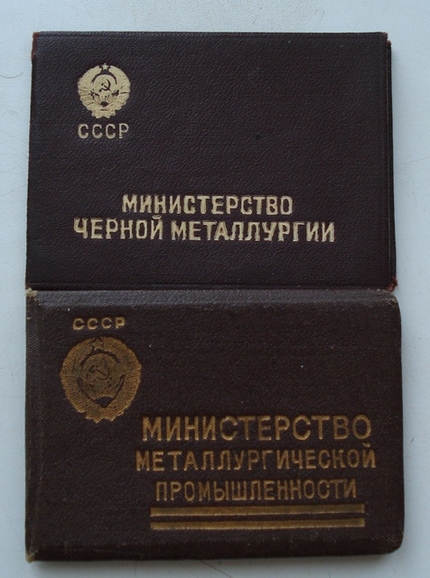 СССР
МИНИСТЕРСТВО
ЧЕРНОЙ МЕТАЛЛУРГИИ
СССР
МИНИСТЕРСТВО
МЕТАЛЛУРГИЧЕСКОЙ
ПРОМЫШЛЕННОСТИ